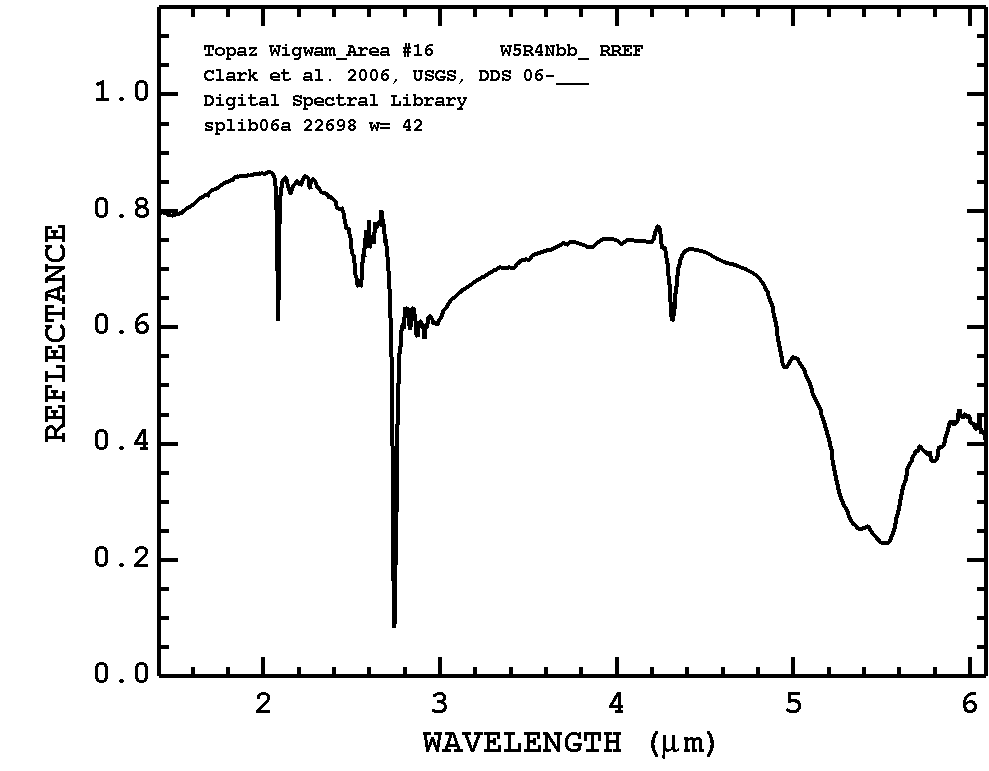 Topaz Wigwam_Area #16 W5R4Nbb_ RREF
Clark et al. 2006, USGS, DDS 06-___
Digital Spectral Library
splib06a 22698 w= 42
1.0
0.8
0.6
0.4
0.2
0.0
REFLECTANCE
2 3 4 5 6
WAVELENGTH (μm)